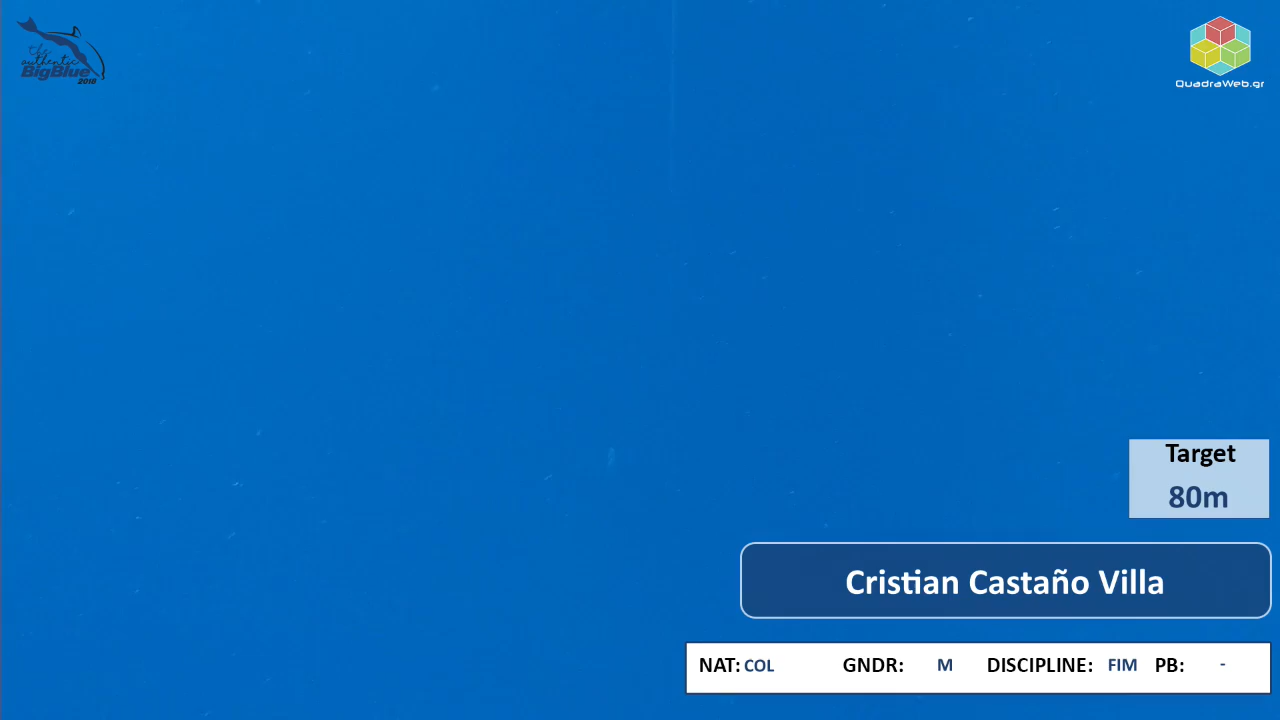 the
authentic
BigBlue
2018
QuadraWeb.gr
Target
80m
Cristian Castaño Villa
NAT: COL GNDR: M DISCIPLINE: FIM PB: -